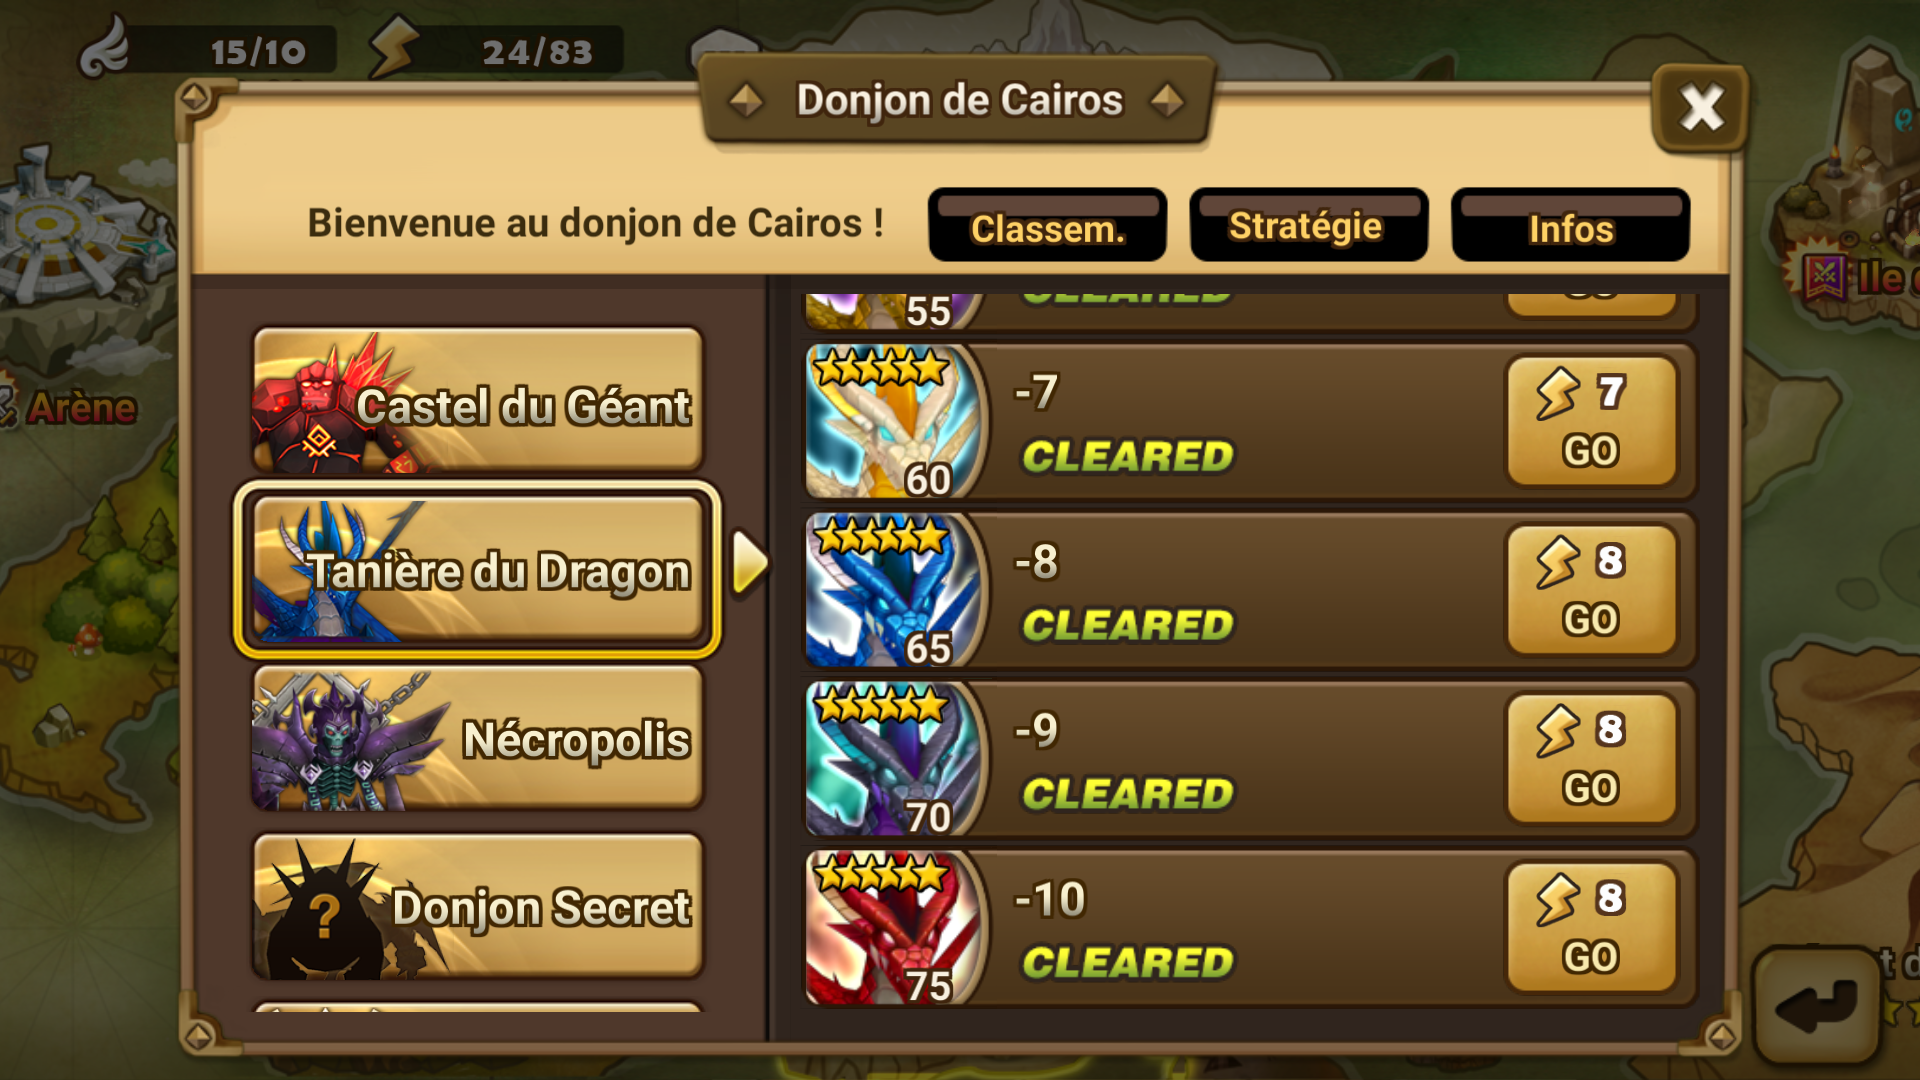 15/10
24/83
Donjon de Cairos
Bienvenue au donjon de Cairos !
Classem.
Stratégie
Infos
Arène
Castel du Géant
Tanière du Dragon
Nécropolis
?
Donjon Secret
55
CLEARED
60
-7
CLEARED
7
GO
65
-8
CLEARED
8
GO
70
-9
CLEARED
8
GO
75
-10
CLEARED
8
GO
Ile